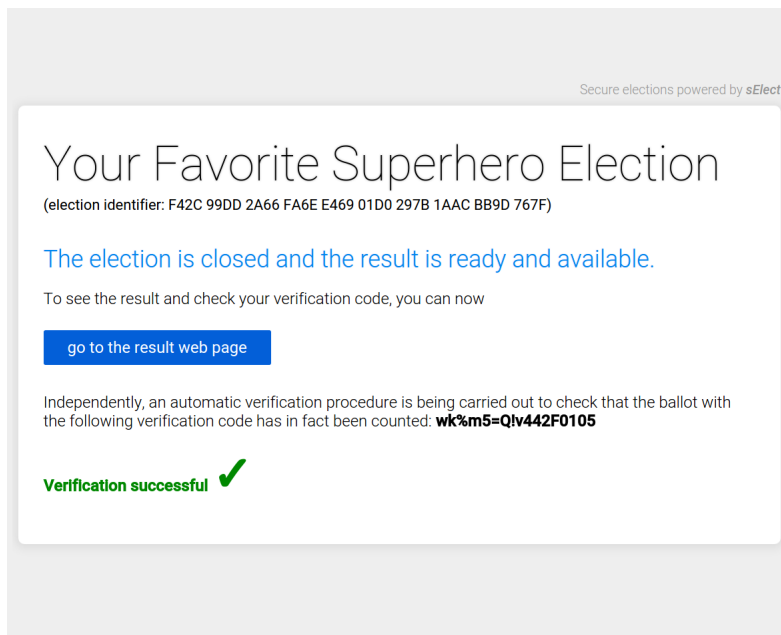 Secure elections powered by sElect
Your Favorite Superhero Election
(election identifier: F42C 99DD 2A66 FA6E E469 01D0 297B 1AAC BB9D 767F)
The election is closed and the result is ready and available.
To see the result and check your verification code, you can now
go to the result web page
Independently, an automatic verification procedure is being carried out to check that the ballot with
the following verification code has in fact been counted: wk%m5=Q!v442F0105
Verification successful ✓